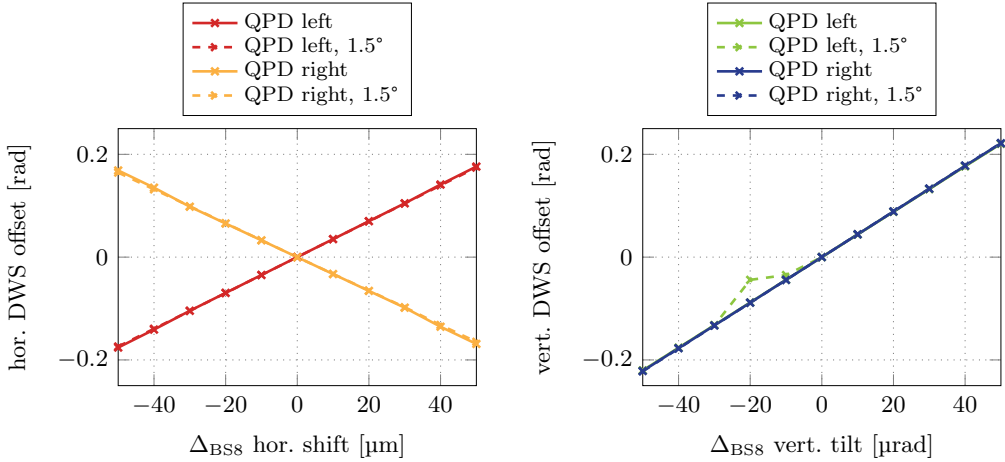 QPD left
QPD left, 1.5°
QPD right
QPD right, 1.5°
hor. DWS offset [rad]
0.2
0
−0.2
−40 −20 0 20 40
Δ_BS8 hor. shift [µm]
QPD left
QPD left, 1.5°
QPD right
QPD right, 1.5°
vert. DWS offset [rad]
0.2
0
−0.2
−40 −20 0 20 40
Δ_BS8 vert. tilt [µrad]